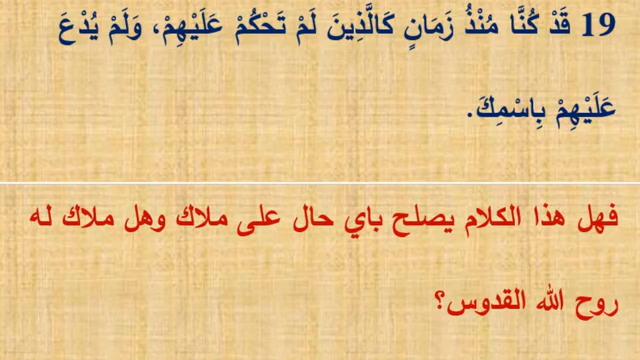 19 قَدْ كُنَّا مُنْذُ زَمَانٍ كَالَّذِينَ لَمْ تَحْكُمْ عَلَيْهِمْ، وَلَمْ يُدْعَ
عَلَيْهِمْ بِاسْمِكَ.
فهل هذا الكلام يصلح باي حال على ملاك وهل ملاك له
روح الله القدوس؟